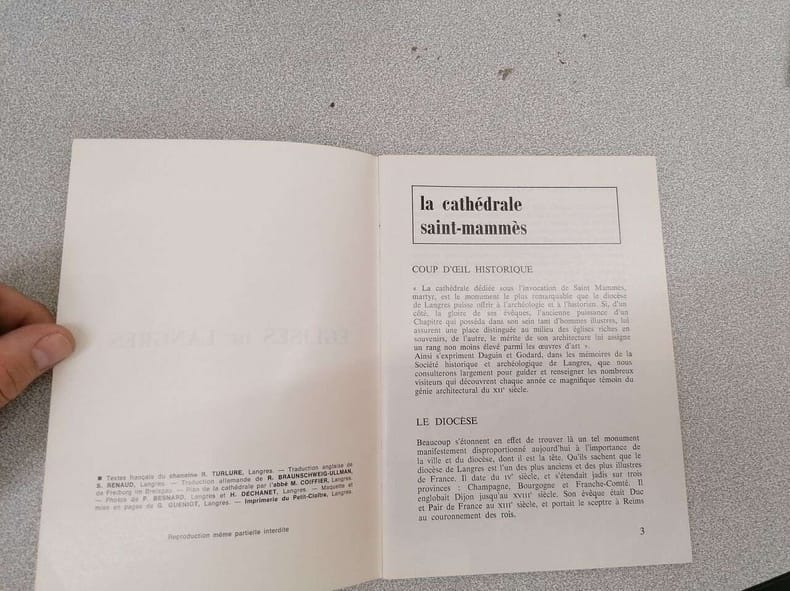 ■ Textes français du chanoine R. TURLURE, Langres. — Traduction anglaise de
S. RENAUD, Langres. — Traduction allemande de R. BRAUNSCHWEIG-ULLMAN,
de Freiburg im Breisgau. — Plan de la cathédrale par l'abbé M. COIFFIER, Langres.
— Photos de P. BESNARD, Langres et H. DECHANET, Langres. — Maquette et
mise en pages de G. GUENIOT, Langres. — Imprimerie du Petit-Cloître, Langres.
Reproduction même partielle interdite
la cathédrale
saint-mammès
COUP D'ŒIL HISTORIQUE
« La cathédrale dédiée sous l'invocation de Saint Mammès,
martyr, est le monument le plus remarquable que le diocèse
de Langres puisse offrir à l'archéologie et à l'historien. Si, d'un
côté, la gloire de ses évêques, l'ancienne puissance d'un
Chapitre qui posséda dans son sein tant d'hommes illustres, lui
assurent une place distinguée au milieu des églises riches en
souvenirs, de l'autre, le mérite de son architecture lui assigne
un rang non moins élevé parmi les œuvres d'art ».
Ainsi s'expriment Daguin et Godard, dans les mémoires de la
Société historique et archéologique de Langres, que nous
consulterons largement pour guider et renseigner les nombreux
visiteurs qui découvrent chaque année ce magnifique témoin du
génie architectural du XIIe siècle.
LE DIOCÈSE
Beaucoup s'étonnent en effet de trouver là un tel monument
manifestement disproportionné aujourd'hui à l'importance de
la ville et du diocèse, dont il est la tête. Qu'ils sachent que le
diocèse de Langres est l'un des plus anciens et des plus illustres
de France. Il date du IVe siècle, et s'étendait jadis sur trois
provinces : Champagne, Bourgogne et Franche-Comté. Il
englobait Dijon jusqu'au XVIIIe siècle. Son évêque était Duc
et Pair de France au XIIIe siècle, et portait le sceptre à Reims
au couronnement des rois.
3